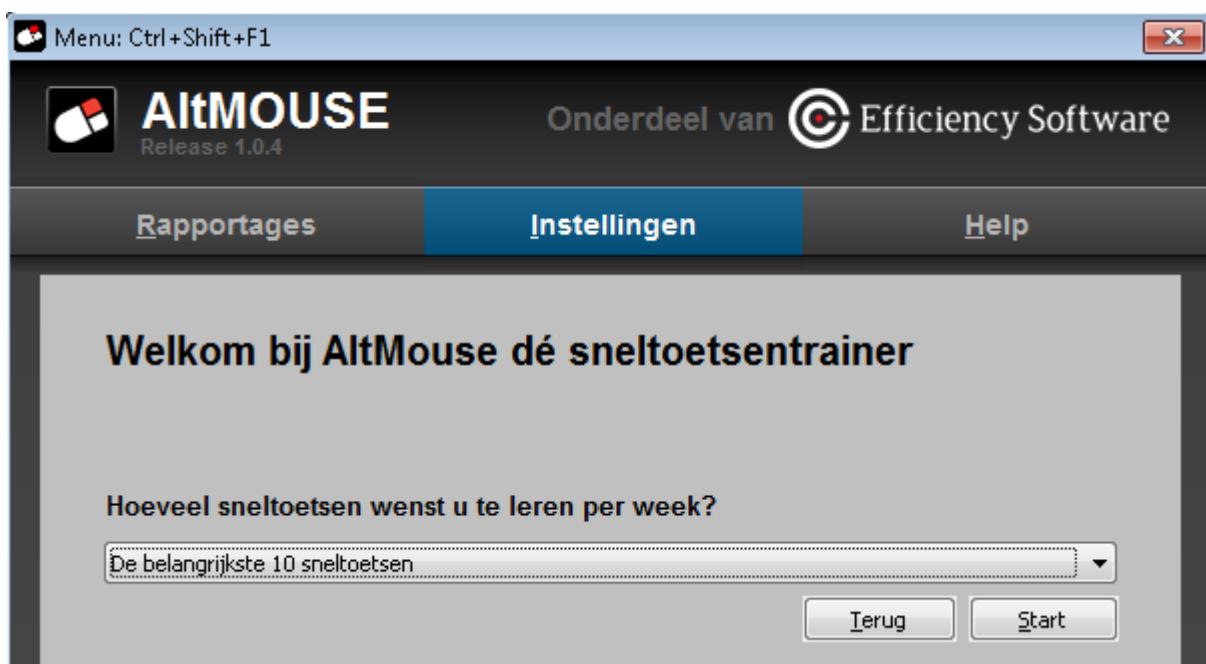 Menu: Ctrl+Shift+F1
AltMOUSE
Release 1.0.4
Onderdeel van Efficiency Software
Rapportages Instellingen Help
Welkom bij AltMouse dé sneltoetsentrainer
Hoeveel sneltoetsen wenst u te leren per week?
De belangrijkste 10 sneltoetsen
Terug Start